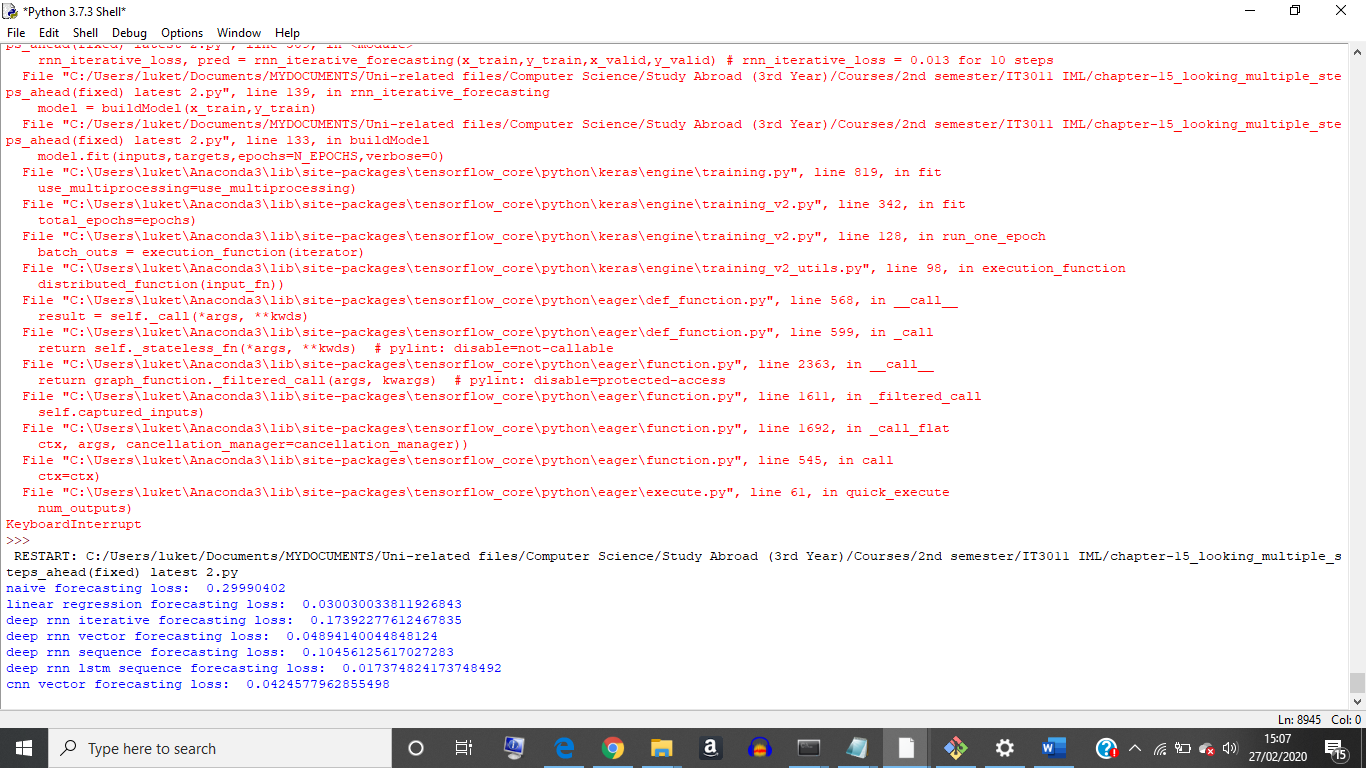 *Python 3.7.3 Shell*
File Edit Shell Debug Options Window Help
ps_ahead(fixed) latest 2.py", line 309, in <module>
rnn_iterative_loss, pred = rnn_iterative_forecasting(x_train,y_train,x_valid,y_valid) # rnn_iterative_loss = 0.013 for 10 steps
File "C:/Users/luket/Documents/MYDOCUMENTS/Uni-related files/Computer Science/Study Abroad (3rd Year)/Courses/2nd semester/IT3011 IML/chapter-15_looking_multiple_ste
ps_ahead(fixed) latest 2.py", line 139, in rnn_iterative_forecasting
model = buildModel(x_train,y_train)
File "C:/Users/luket/Documents/MYDOCUMENTS/Uni-related files/Computer Science/Study Abroad (3rd Year)/Courses/2nd semester/IT3011 IML/chapter-15_looking_multiple_ste
ps_ahead(fixed) latest 2.py", line 133, in buildModel
model.fit(inputs,targets,epochs=N_EPOCHS,verbose=0)
File "C:\Users\luket\Anaconda3\lib\site-packages\tensorflow_core\python\keras\engine\training.py", line 819, in fit
use_multiprocessing=use_multiprocessing)
File "C:\Users\luket\Anaconda3\lib\site-packages\tensorflow_core\python\keras\engine\training_v2.py", line 342, in fit
total_epochs=epochs)
File "C:\Users\luket\Anaconda3\lib\site-packages\tensorflow_core\python\keras\engine\training_v2.py", line 128, in run_one_epoch
batch_outs = execution_function(iterator)
File "C:\Users\luket\Anaconda3\lib\site-packages\tensorflow_core\python\keras\engine\training_v2_utils.py", line 98, in execution_function
distributed_function(input_fn))
File "C:\Users\luket\Anaconda3\lib\site-packages\tensorflow_core\python\eager\def_function.py", line 568, in __call__
result = self._call(*args, **kwds)
File "C:\Users\luket\Anaconda3\lib\site-packages\tensorflow_core\python\eager\def_function.py", line 599, in _call
return self._stateless_fn(*args, **kwds)  # pylint: disable=not-callable
File "C:\Users\luket\Anaconda3\lib\site-packages\tensorflow_core\python\eager\function.py", line 2363, in __call__
return graph_function._filtered_call(args, kwargs)  # pylint: disable=protected-access
File "C:\Users\luket\Anaconda3\lib\site-packages\tensorflow_core\python\eager\function.py", line 1611, in _filtered_call
self.captured_inputs)
File "C:\Users\luket\Anaconda3\lib\site-packages\tensorflow_core\python\eager\function.py", line 1692, in _call_flat
ctx, args, cancellation_manager=cancellation_manager))
File "C:\Users\luket\Anaconda3\lib\site-packages\tensorflow_core\python\eager\function.py", line 545, in call
ctx=ctx)
File "C:\Users\luket\Anaconda3\lib\site-packages\tensorflow_core\python\eager\execute.py", line 61, in quick_execute
num_outputs)
KeyboardInterrupt
>>>
RESTART: C:/Users/luket/Documents/MYDOCUMENTS/Uni-related files/Computer Science/Study Abroad (3rd Year)/Courses/2nd semester/IT3011 IML/chapter-15_looking_multiple_s
teps_ahead(fixed) latest 2.py
naive forecasting loss:  0.29990402
linear regression forecasting loss:  0.030030033811926843
deep rnn iterative forecasting loss:  0.17392277612467835
deep rnn vector forecasting loss:  0.04894140044848124
deep rnn sequence forecasting loss:  0.10456125617027283
deep rnn lstm sequence forecasting loss:  0.017374824173748492
cnn vector forecasting loss:  0.0424577962855498
Ln: 8945 Col: 0
Type here to search
15:07
27/02/2020
15